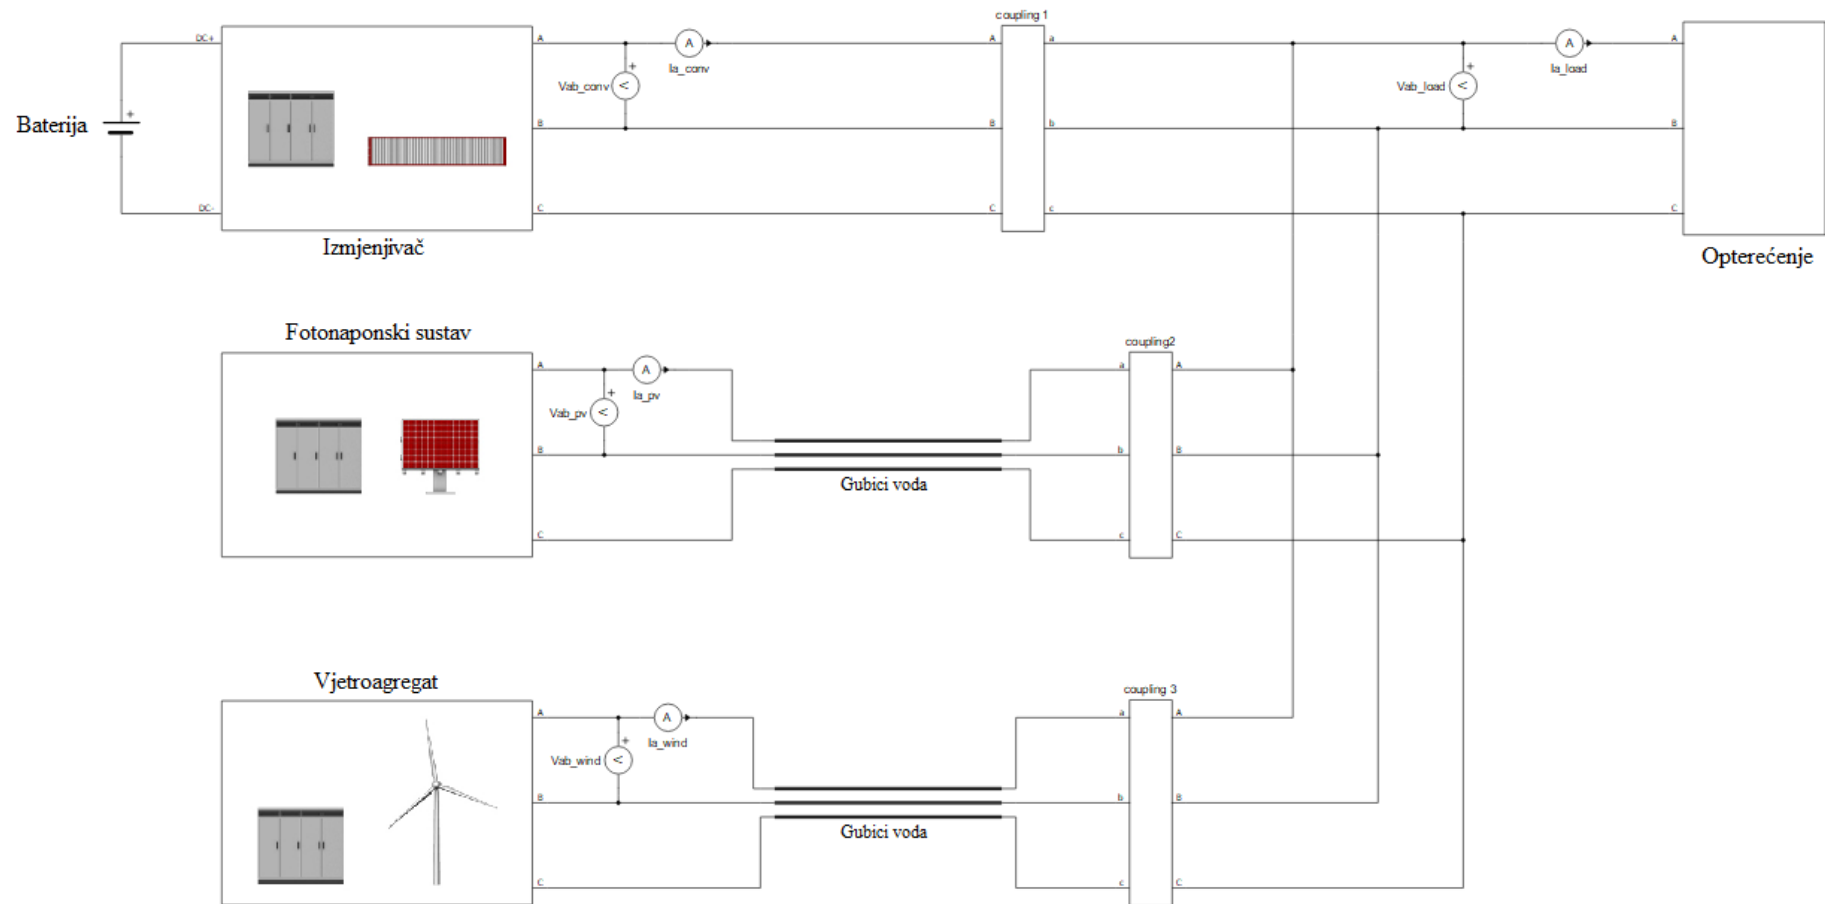 coupling 1
DC+
A
A
Ia_conv
A
a
A
Ia_load
A
Vab_conv
+
V
Vab_load
+
V
Baterija
+
B
B
b
B
DC-
C
C
c
C
Izmjenjivač
Opterećenje
Fotonaponski sustav
coupling2
A
A
Ia_pv
a
A
Vab_pv
+
V
B
b
B
Gubici voda
C
c
C
Vjetroagregat
coupling 3
A
A
Ia_wind
a
A
Vab_wind
+
V
B
b
B
Gubici voda
C
c
C